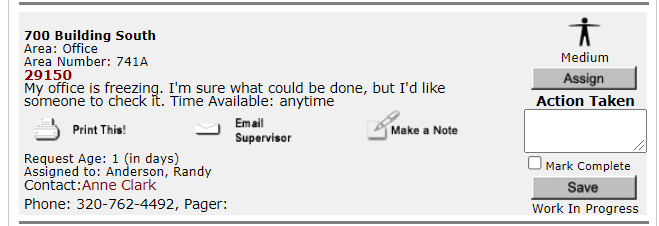 700 Building South
Area: Office
Area Number: 741A
29150
My office is freezing. I'm sure what could be done, but I'd like
someone to check it. Time Available: anytime
Print This!
Email
Supervisor
Make a Note
Request Age: 1 (in days)
Assigned to: Anderson, Randy
Contact:Anne Clark
Phone: 320-762-4492, Pager:
Medium
Assign
Action Taken
Mark Complete
Save
Work In Progress